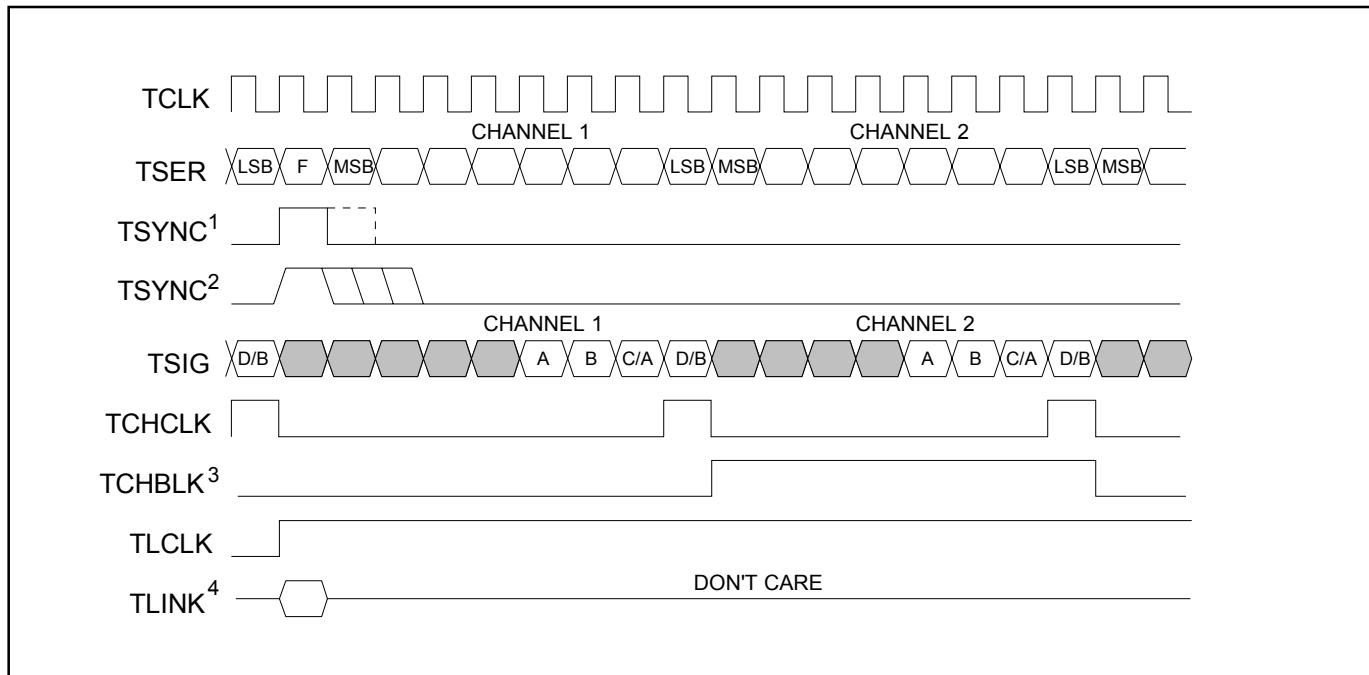 TCLK
CHANNEL 1 CHANNEL 2
TSER LSB F MSB LSB MSB LSB MSB
TSYNC1
TSYNC2
CHANNEL 1 CHANNEL 2
TSIG D/B A B C/A D/B A B C/A D/B
TCHCLK
TCHBLK3
TLCLK
DON'T CARE
TLINK4